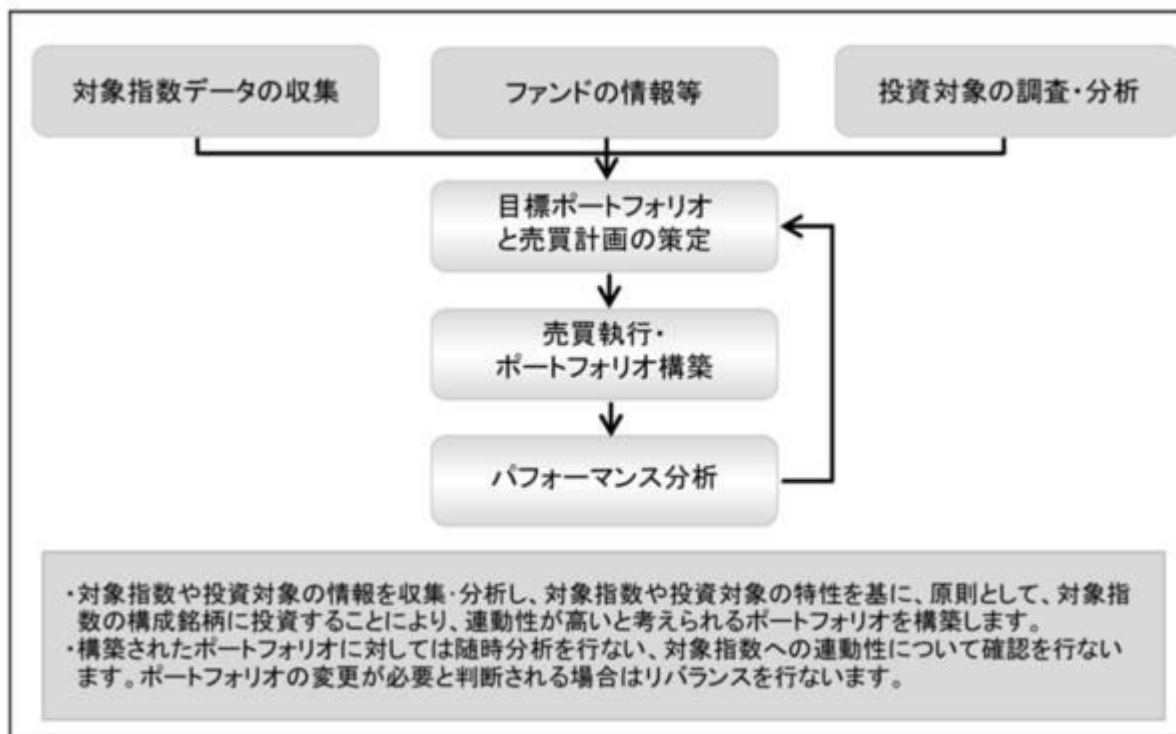 対象指数データの収集
ファンドの情報等
投資対象の調査・分析
目標ポートフォリオ
と売買計画の策定
売買執行・
ポートフォリオ構築
パフォーマンス分析
・対象指数や投資対象の情報を収集・分析し、対象指数や投資対象の特性を基に、原則として、対象指
数の構成銘柄に投資することにより、連動性が高いと考えられるポートフォリオを構築します。
・構築されたポートフォリオに対しては随時分析を行ない、対象指数への連動性について確認を行ない
ます。ポートフォリオの変更が必要と判断される場合はリバランスを行ないます。